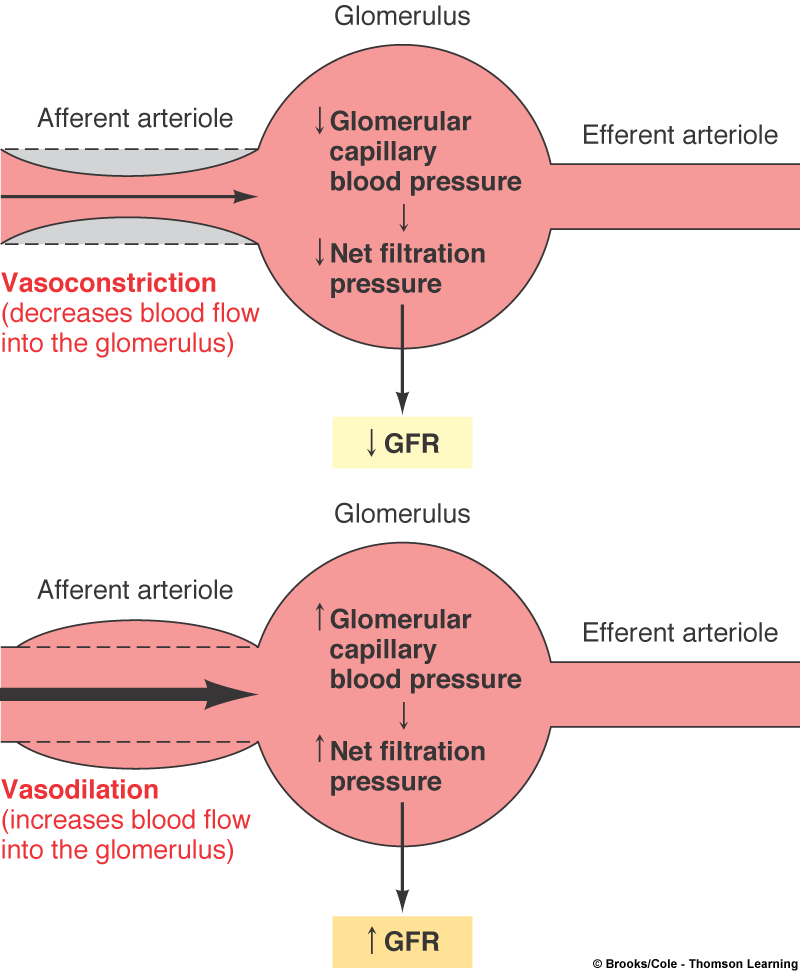 Glomerulus
Afferent arteriole
↓ Glomerular
capillary
blood pressure
Efferent arteriole
↓
↓ Net filtration
pressure
Vasoconstriction
(decreases blood flow
into the glomerulus)
↓ GFR
Glomerulus
Afferent arteriole
↑ Glomerular
capillary
blood pressure
Efferent arteriole
↓
↑ Net filtration
pressure
Vasodilation
(increases blood flow
into the glomerulus)
↑ GFR
© Brooks/Cole - Thomson Learning